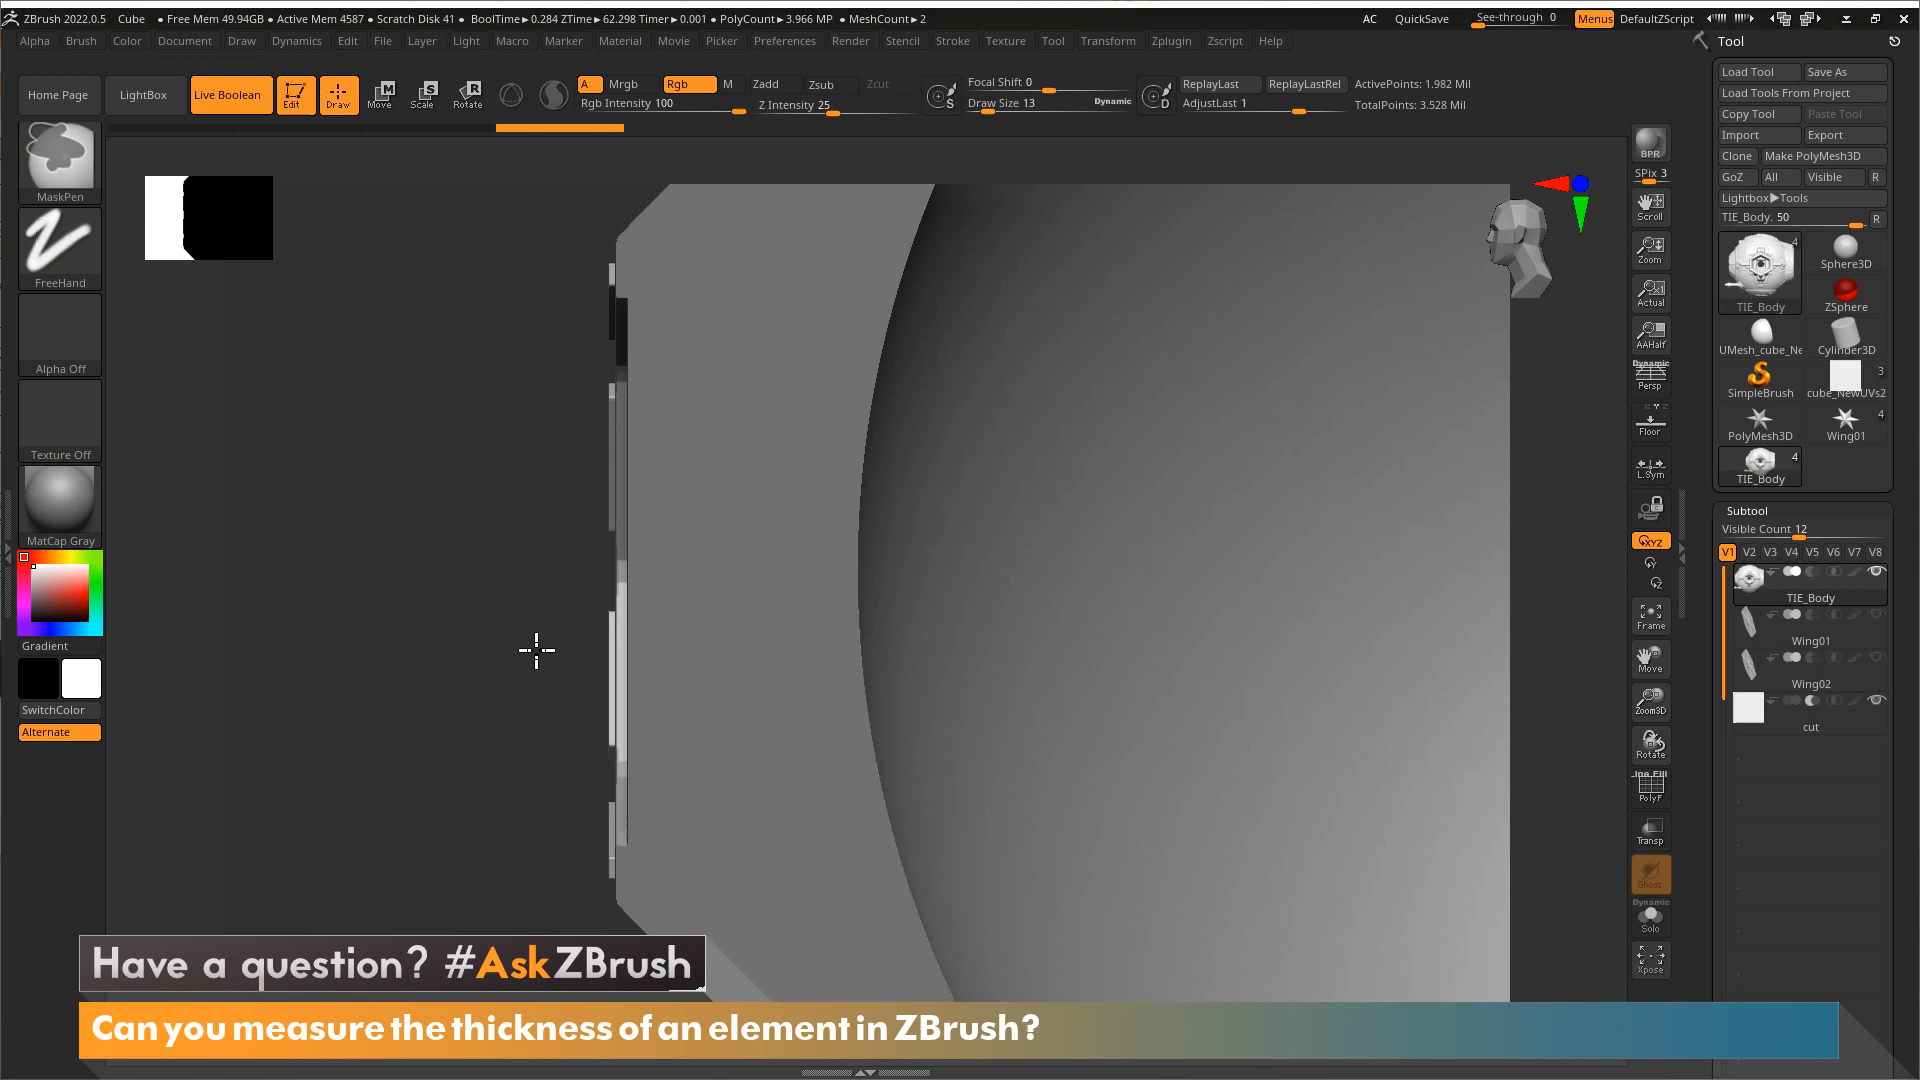 ZBrush 2022.0.5 Cube • Free Mem 49.94GB • Active Mem 4587 • Scratch Disk 41 • BoolTime▸0.284 ZTime▸62.298 Timer▸0.001 • PolyCount▸3.966 MP • MeshCount▸2 AC QuickSave See-through 0 Menus DefaultZScript
Alpha Brush Color Document Draw Dynamics Edit File Layer Light Macro Marker Material Movie Picker Preferences Render Stencil Stroke Texture Tool Transform Zplugin Zscript Help
Home Page LightBox Live Boolean Edit Draw Move Scale Rotate
A Mrgb Rgb M Zadd Zsub Zcut
Rgb Intensity 100 Z Intensity 25
S Focal Shift 0
Draw Size 13 Dynamic
D ReplayLast ReplayLastRel ActivePoints: 1.982 Mil
AdjustLast 1 TotalPoints: 3.528 Mil
MaskPen
FreeHand
Alpha Off
Texture Off
MatCap Gray
Gradient
SwitchColor
Alternate
BPR
SPix 3
Scroll
Zoom
Actual
AAHalf
Dynamic
Persp
Floor
L.Sym
XYZ
Y
Z
Frame
Move
Zoom3D
Rotate
Line Fill
PolyF
Transp
Ghost
Dynamic
Solo
Xpose
Tool
Load Tool Save As
Load Tools From Project
Copy Tool Paste Tool
Import Export
Clone Make PolyMesh3D
GoZ All Visible R
Lightbox▸Tools
TIE_Body. 50 R
4
TIE_Body Sphere3D
ZSphere
UMesh_cube_Ne Cylinder3D
3
SimpleBrush cube_NewUVs2
4
PolyMesh3D Wing01
4
TIE_Body
Subtool
Visible Count 12
V1 V2 V3 V4 V5 V6 V7 V8
TIE_Body
Wing01
Wing02
cut
Have a question? #AskZBrush
Can you measure the thickness of an element in ZBrush?